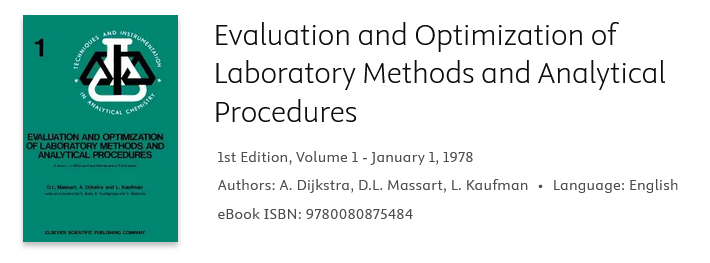 1
TECHNIQUES AND INSTRUMENTATION
IN ANALYTICAL CHEMISTRY
EVALUATION AND OPTIMIZATION
OF LABORATORY METHODS AND
ANALYTICAL PROCEDURES
D.L. Massart, A. Dijkstra and L. Kaufman
ELSEVIER SCIENTIFIC PUBLISHING COMPANY
Evaluation and Optimization of
Laboratory Methods and Analytical
Procedures
1st Edition, Volume 1 - January 1, 1978
Authors: A. Dijkstra, D.L. Massart, L. Kaufman • Language: English
eBook ISBN: 9780080875484